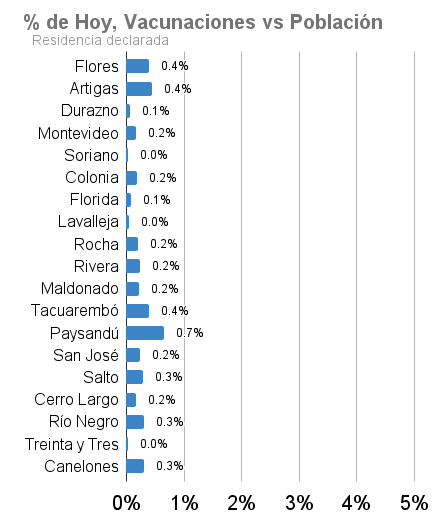 % de Hoy, Vacunaciones vs Población
Residencia declarada
Flores 0.4%
Artigas 0.4%
Durazno 0.1%
Montevideo 0.2%
Soriano 0.0%
Colonia 0.2%
Florida 0.1%
Lavalleja 0.0%
Rocha 0.2%
Rivera 0.2%
Maldonado 0.2%
Tacuarembó 0.4%
Paysandú 0.7%
San José 0.2%
Salto 0.3%
Cerro Largo 0.2%
Río Negro 0.3%
Treinta y Tres 0.0%
Canelones 0.3%
0% 1% 2% 3% 4% 5%